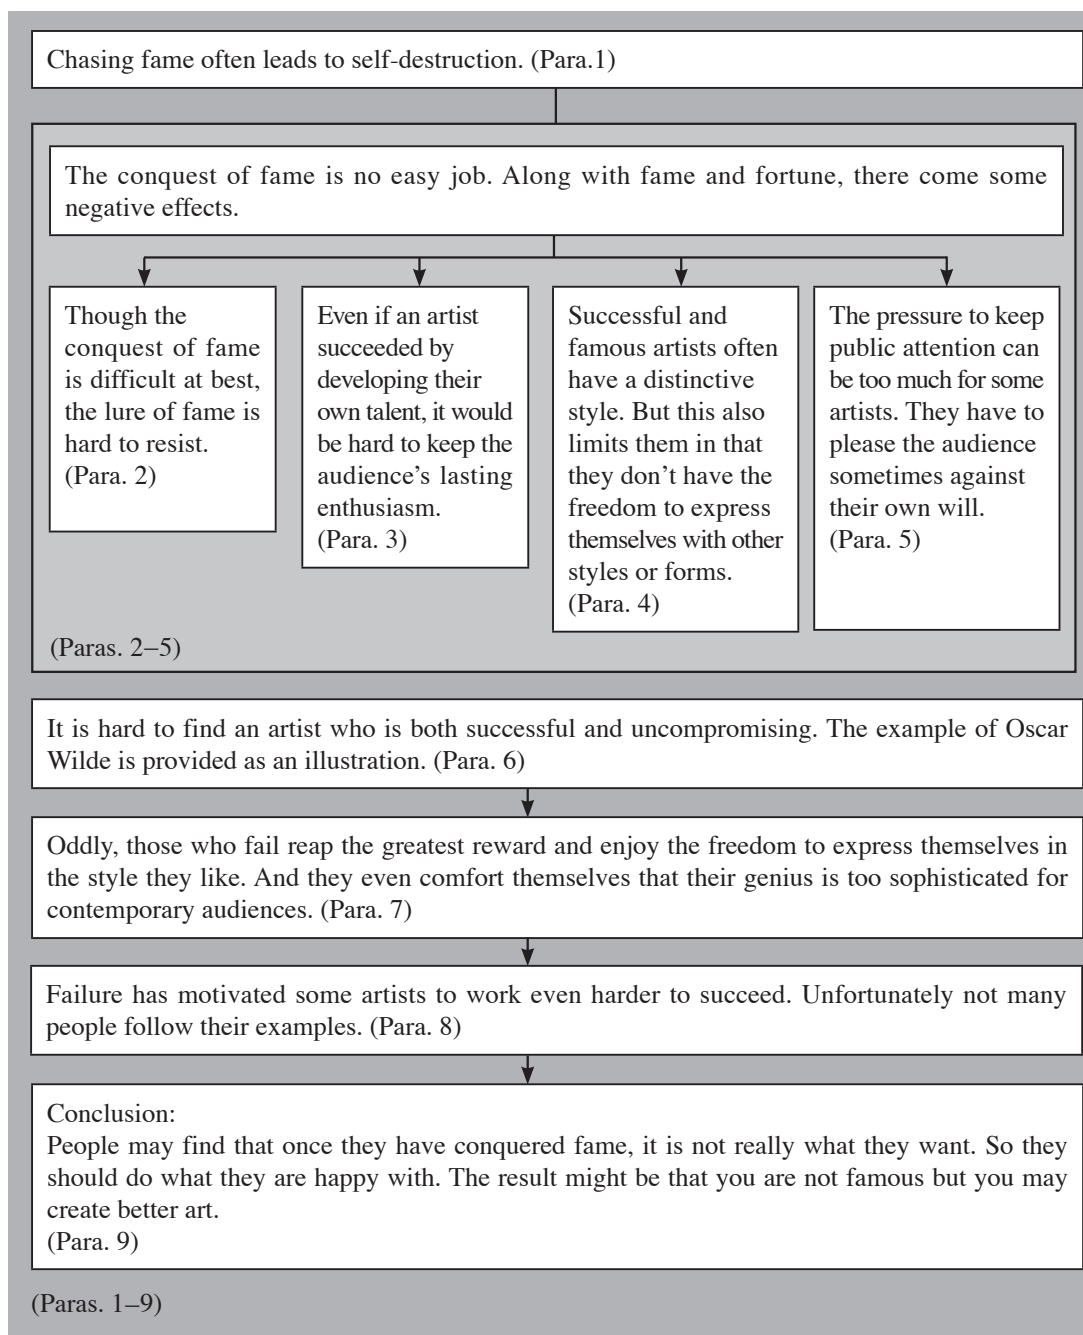 Chasing fame often leads to self-destruction. (Para.1)
The conquest of fame is no easy job. Along with fame and fortune, there come some
negative effects.
Though the
conquest of fame
is difficult at best,
the lure of fame is
hard to resist.
(Para. 2)
Even if an artist
succeeded by
developing their
own talent, it would
be hard to keep the
audience’s lasting
enthusiasm.
(Para. 3)
Successful and
famous artists often
have a distinctive
style. But this also
limits them in that
they don’t have the
freedom to express
themselves with other
styles or forms.
(Para. 4)
The pressure to keep
public attention can
be too much for some
artists. They have to
please the audience
sometimes against
their own will.
(Para. 5)
(Paras. 2–5)
It is hard to find an artist who is both successful and uncompromising. The example of Oscar
Wilde is provided as an illustration. (Para. 6)
Oddly, those who fail reap the greatest reward and enjoy the freedom to express themselves in
the style they like. And they even comfort themselves that their genius is too sophisticated for
contemporary audiences. (Para. 7)
Failure has motivated some artists to work even harder to succeed. Unfortunately not many
people follow their examples. (Para. 8)
Conclusion:
People may find that once they have conquered fame, it is not really what they want. So they
should do what they are happy with. The result might be that you are not famous but you may
create better art.
(Para. 9)
(Paras. 1–9)